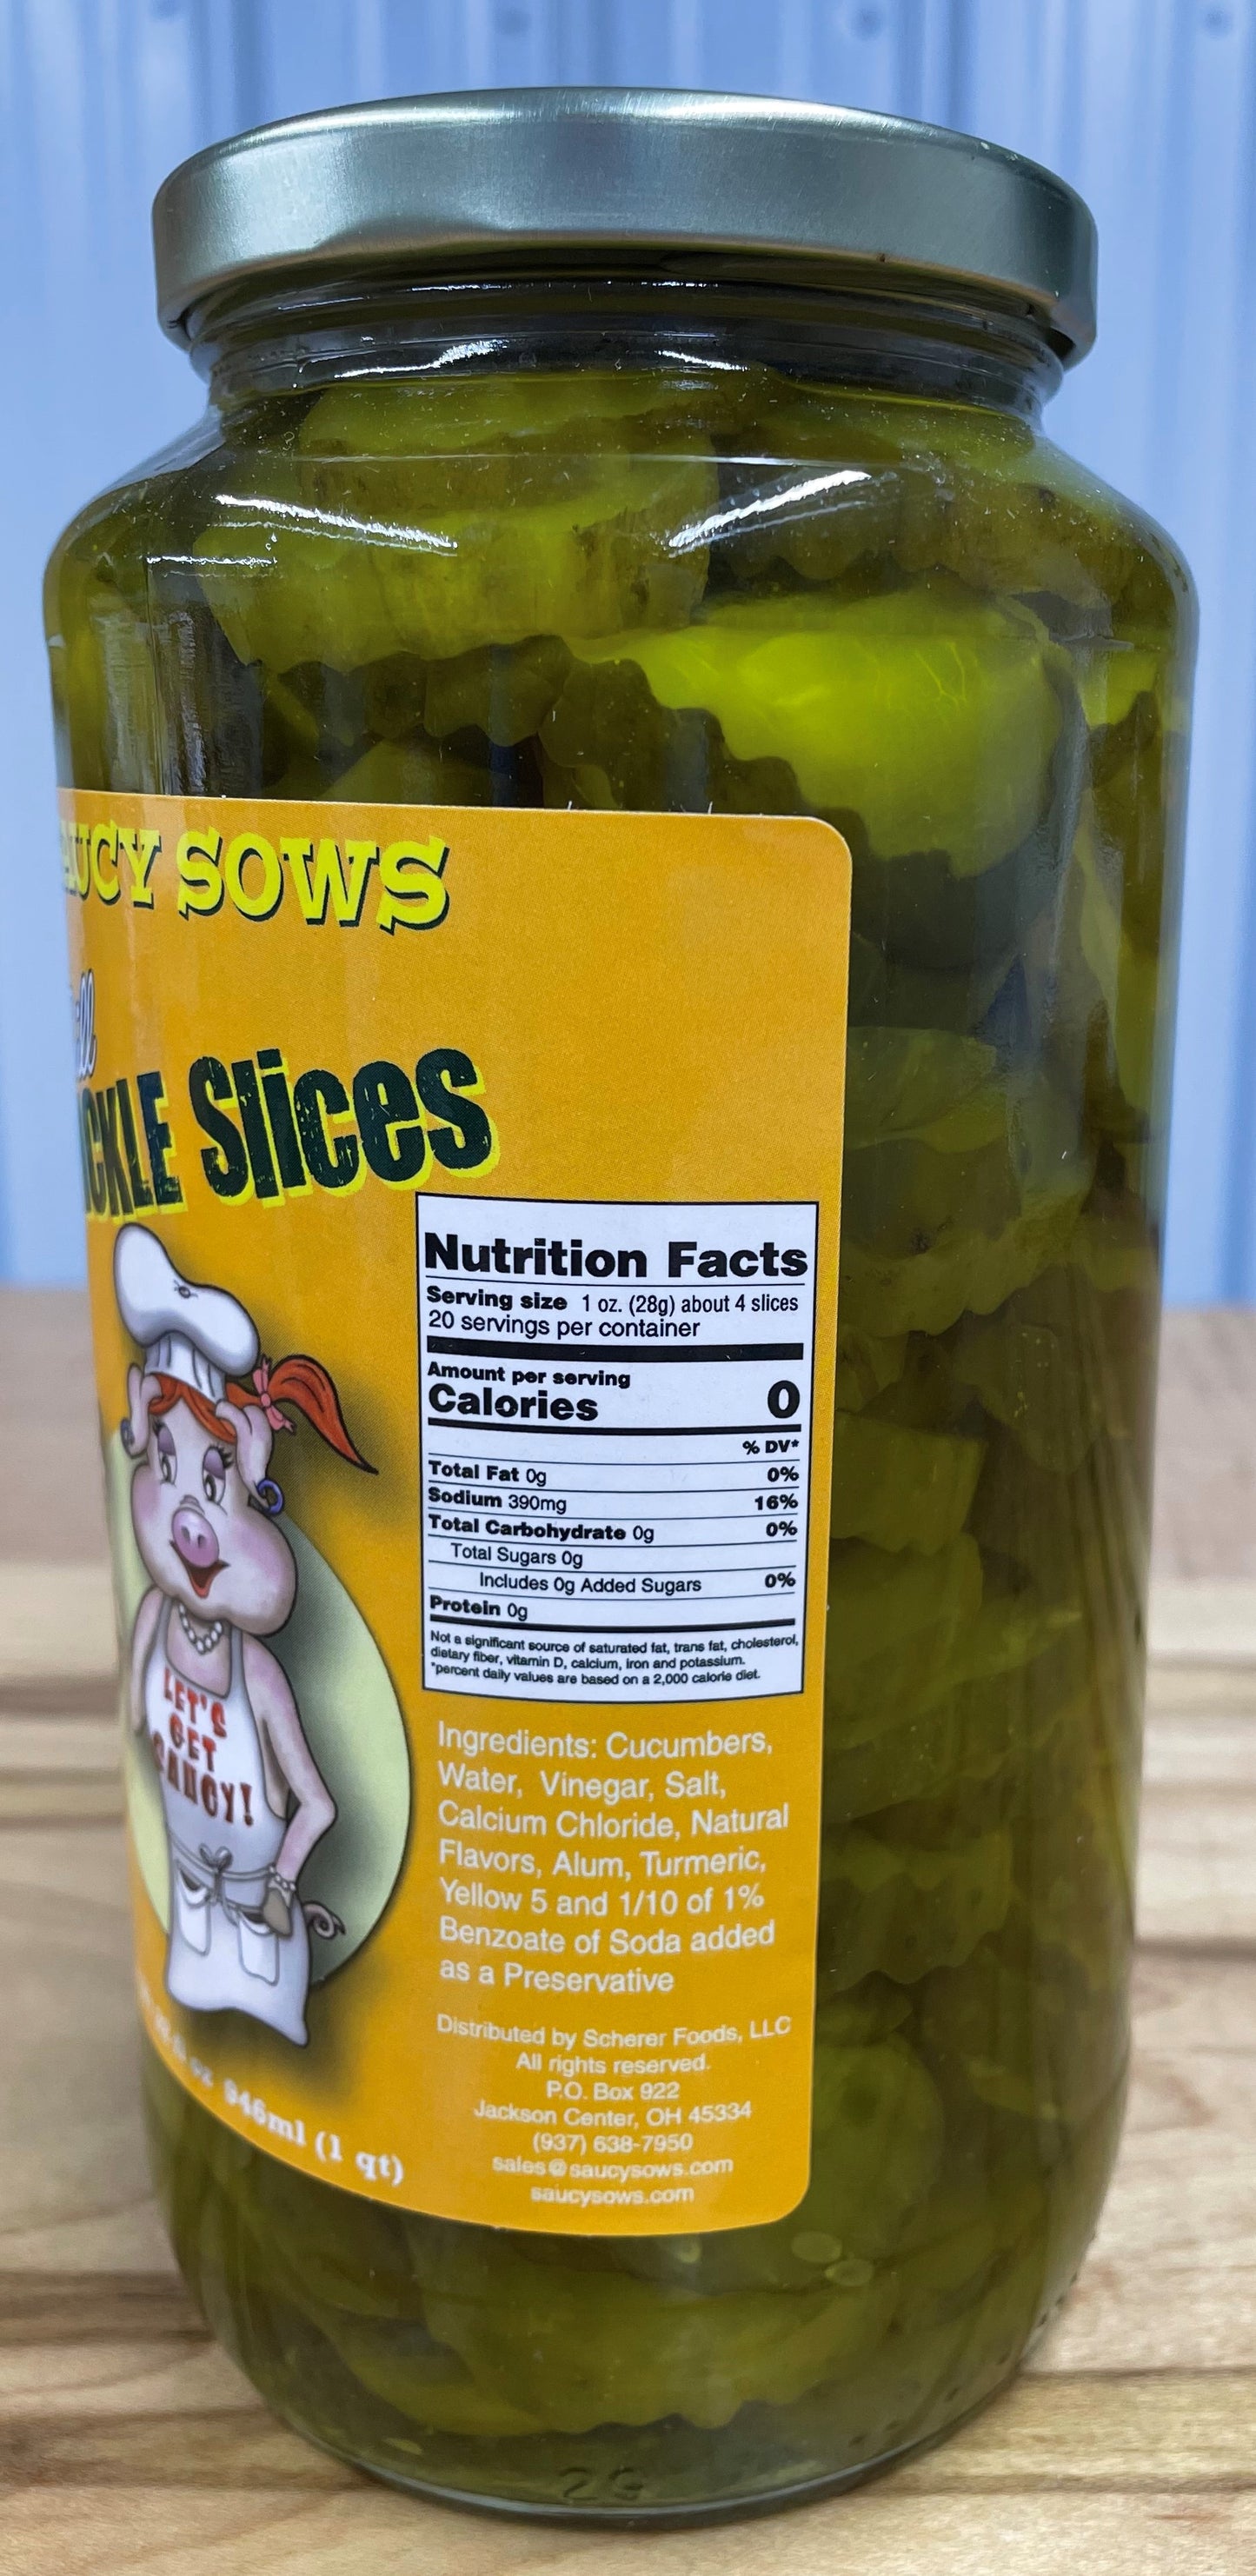 SOWS
Slices
LET'S
GET
SAUCY!
946ml (1 qt)
Nutrition Facts
Serving size 1 oz. (28g) about 4 slices
20 servings per container
Amount per serving
Calories 0
% DV*
Total Fat 0g 0%
Sodium 390mg 16%
Total Carbohydrate 0g 0%
Total Sugars 0g
Includes 0g Added Sugars 0%
Protein 0g
Not a significant source of saturated fat, trans fat, cholesterol,
dietary fiber, vitamin D, calcium, iron and potassium.
*percent daily values are based on a 2,000 calorie diet.
Ingredients: Cucumbers,
Water, Vinegar, Salt,
Calcium Chloride, Natural
Flavors, Alum, Turmeric,
Yellow 5 and 1/10 of 1%
Benzoate of Soda added
as a Preservative
Distributed by Scherer Foods, LLC
All rights reserved.
P.O. Box 922
Jackson Center, OH 45334
(937) 638-7950
sales@saucysows.com
saucysows.com